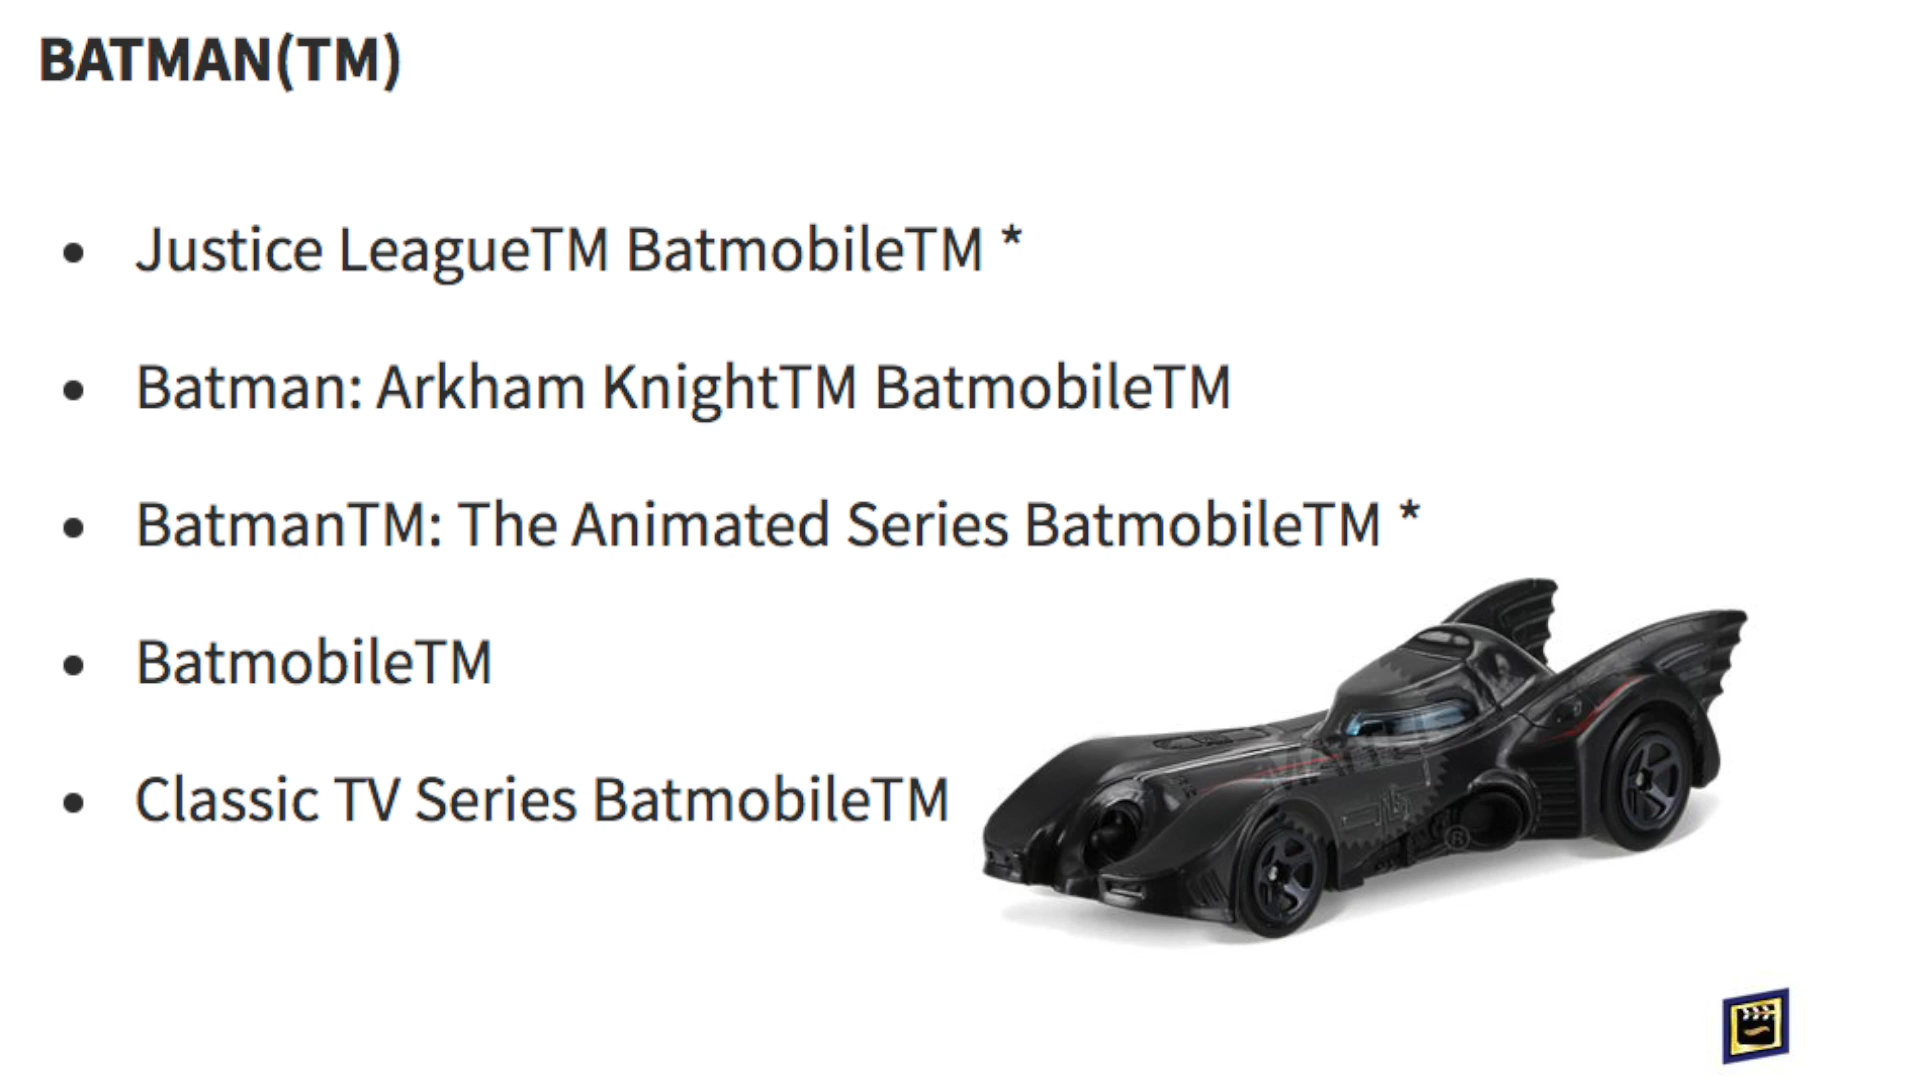 BATMAN(TM)
• Justice LeagueTM BatmobileTM *
• Batman: Arkham KnightTM BatmobileTM
• BatmanTM: The Animated Series BatmobileTM *
• BatmobileTM
• Classic TV Series BatmobileTM
®